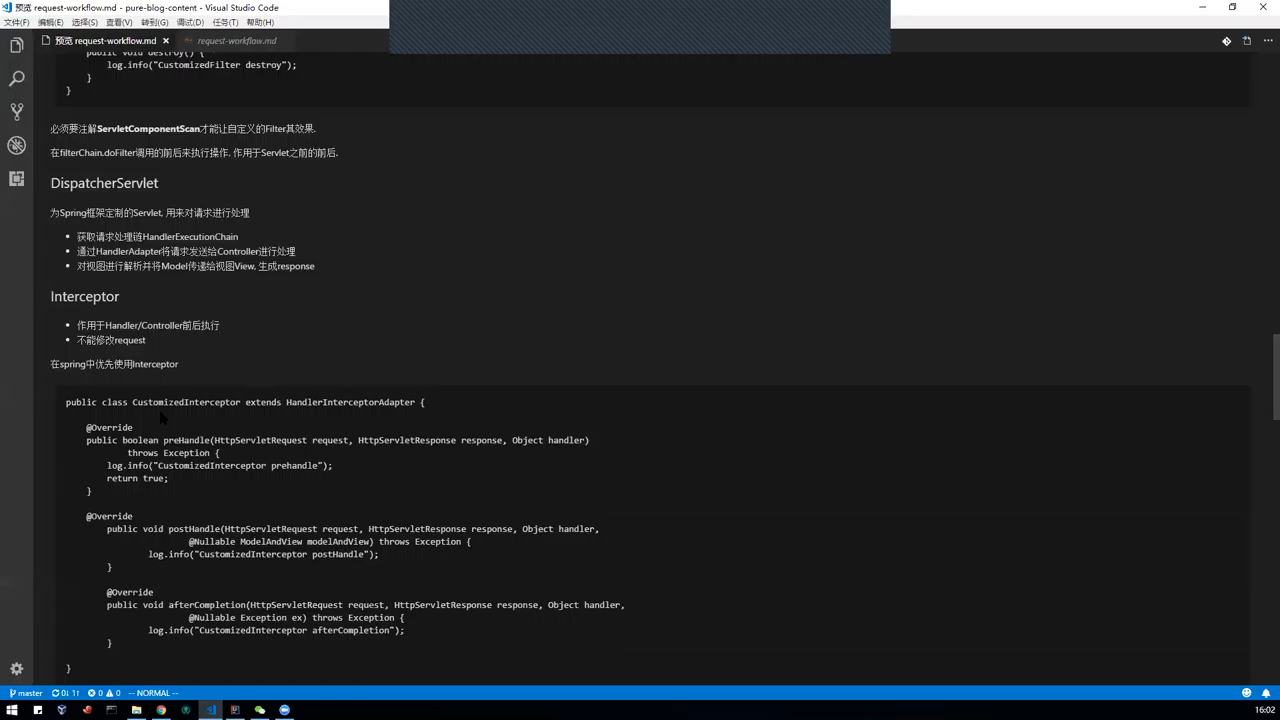 预览 request-workflow.md - pure-blog-content - Visual Studio Code
文件(F) 编辑(E) 选择(S) 查看(V) 转到(G) 调试(D) 任务(T) 帮助(H)
预览 request-workflow.md × request-workflow.md
public void destroy() {
log.info("CustomizedFilter destroy");
}
}
必须要注解ServletComponentScan才能让自定义的Filter其效果.
在filterChain.doFilter调用的前后来执行操作, 作用于Servlet之前的前后.
DispatcherServlet
为Spring框架定制的Servlet, 用来对请求进行处理
• 获取请求处理链HandlerExecutionChain
• 通过HandlerAdapter将请求发送给Controller进行处理
• 对视图进行解析并将Model传递给视图View, 生成response
Interceptor
• 作用于Handler/Controller前后执行
• 不能修改request
在spring中优先使用Interceptor
public class CustomizedInterceptor extends HandlerInterceptorAdapter {
@Override
public boolean preHandle(HttpServletRequest request, HttpServletResponse response, Object handler)
throws Exception {
log.info("CustomizedInterceptor prehandle");
return true;
}
@Override
public void postHandle(HttpServletRequest request, HttpServletResponse response, Object handler,
@Nullable ModelAndView modelAndView) throws Exception {
log.info("CustomizedInterceptor postHandle");
}
@Override
public void afterCompletion(HttpServletRequest request, HttpServletResponse response, Object handler,
@Nullable Exception ex) throws Exception {
log.info("CustomizedInterceptor afterCompletion");
}
}
master 0↓ 1↑ 0 0 -- NORMAL --
16:02